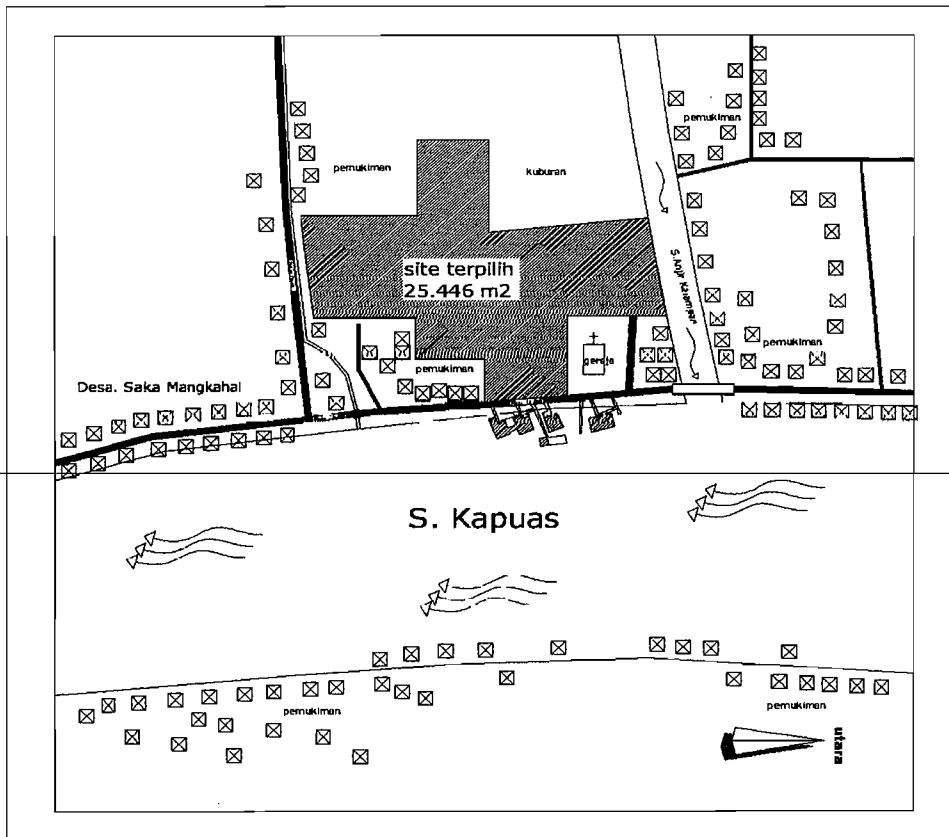 pemukiman
pemukiman
kuburan
site terpilih
25.446 m2
pemukiman
gereja
pemukiman
Desa. Saka Mangkahai
S. Kapuas
pemukiman
pemukiman
utara